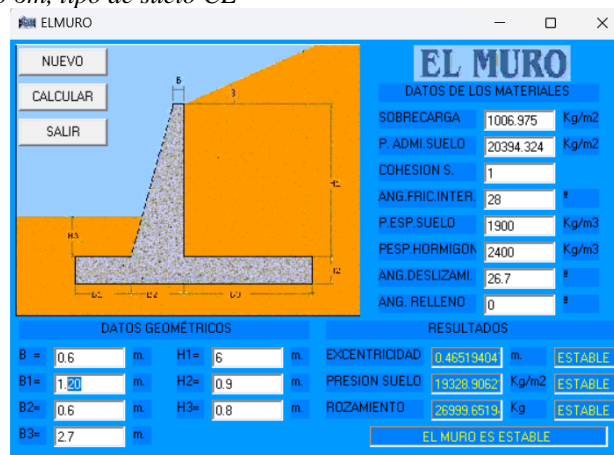 ELMURO
NUEVO
CALCULAR
SALIR
EL MURO
DATOS DE LOS MATERIALES
SOBRECARGA 1006.975 Kg/m2
P. ADMI.SUELO 20394.324 Kg/m2
COHESION S. 1
ANG.FRIC.INTER. 28 º
P.ESP.SUELO 1900 Kg/m3
PESP.HORMIGON 2400 Kg/m3
ANG.DESLIZAMI. 26.7 º
ANG. RELLENO 0 º
B
H1
H3
H2
B1 B2 B3
DATOS GEOMÉTRICOS
B = 0.6 m. H1= 6 m.
B1= 1.20 m. H2= 0.9 m.
B2= 0.6 m. H3= 0.8 m.
B3= 2.7 m.
RESULTADOS
EXCENTRICIDAD 0.46519404 m. ESTABLE
PRESION SUELO 19328.9062 Kg/m2 ESTABLE
ROZAMIENTO 26999.6519 Kg ESTABLE
EL MURO ES ESTABLE